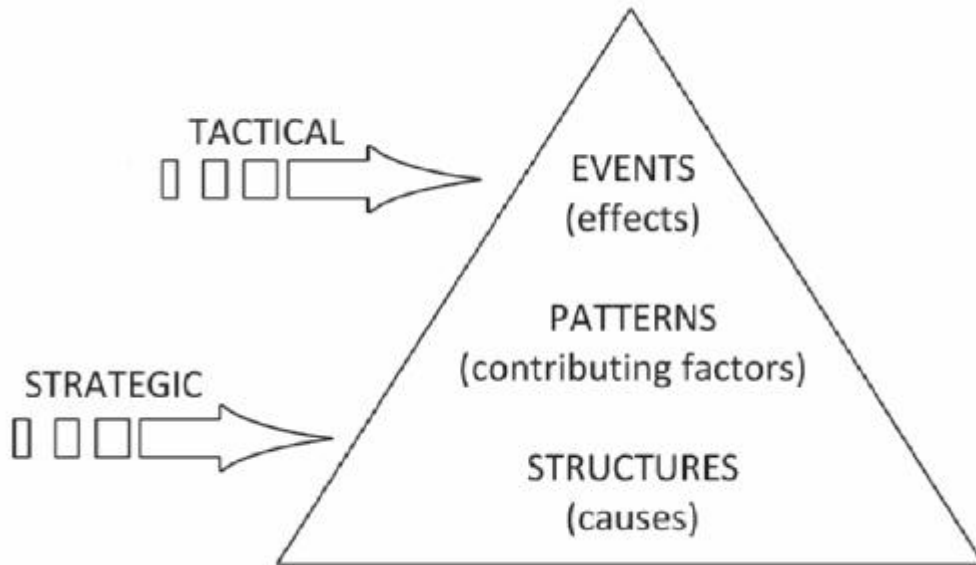 TACTICAL
EVENTS
(effects)
PATTERNS
(contributing factors)
STRATEGIC
STRUCTURES
(causes)